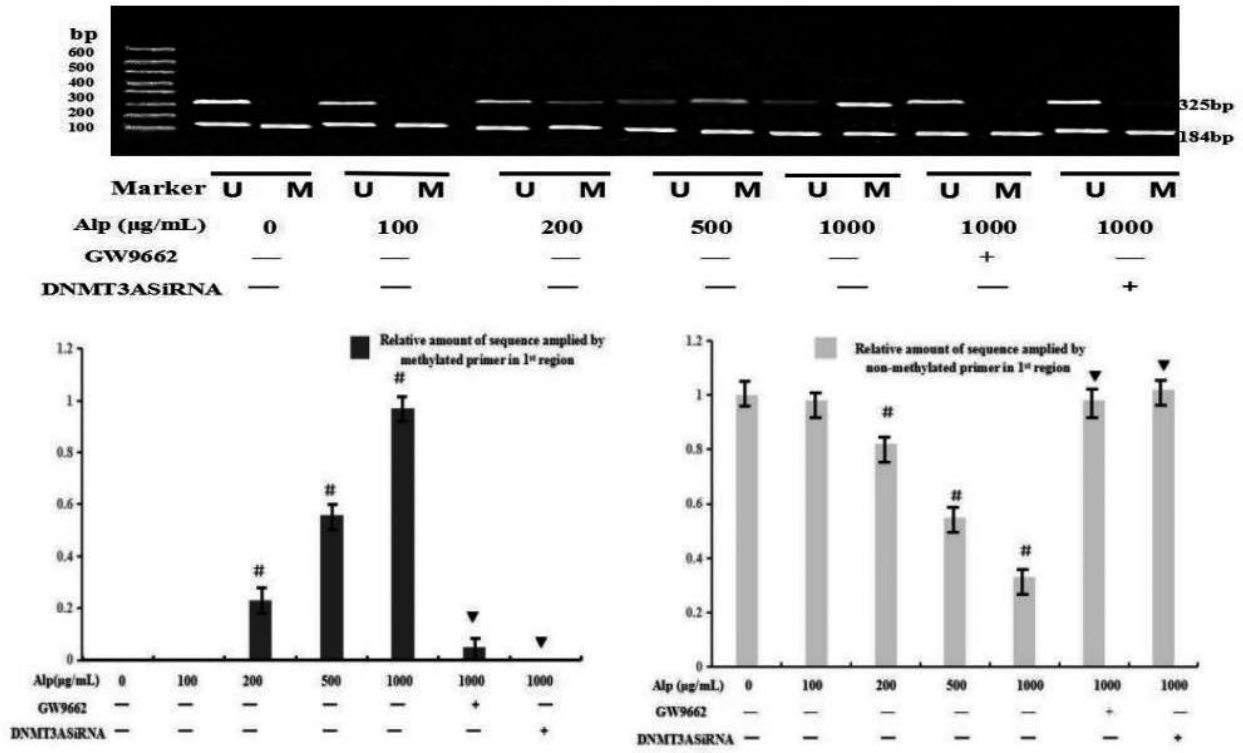 bp
600
500
400
300
200
100
325bp
184bp
Marker U M U M U M U M U M U M U M
Alp (µg/mL) 0 100 200 500 1000 1000 1000
GW9662 — — — — — + —
DNMT3ASiRNA — — — — — — +
Relative amount of sequence amplied by
methylated primer in 1st region
1.2
1
0.8
0.6
0.4
0.2
0
# # # ▼ ▼
Alp(µg/mL) 0 100 200 500 1000 1000 1000
GW9662 — — — — — + —
DNMT3ASiRNA — — — — — — +
Relative amount of sequence amplied by
non-methylated primer in 1st region
1.2
1
0.8
0.6
0.4
0.2
0
# # # ▼ ▼
Alp (µg/mL) 0 100 200 500 1000 1000 1000
GW9662 — — — — — + —
DNMT3ASiRNA — — — — — — +